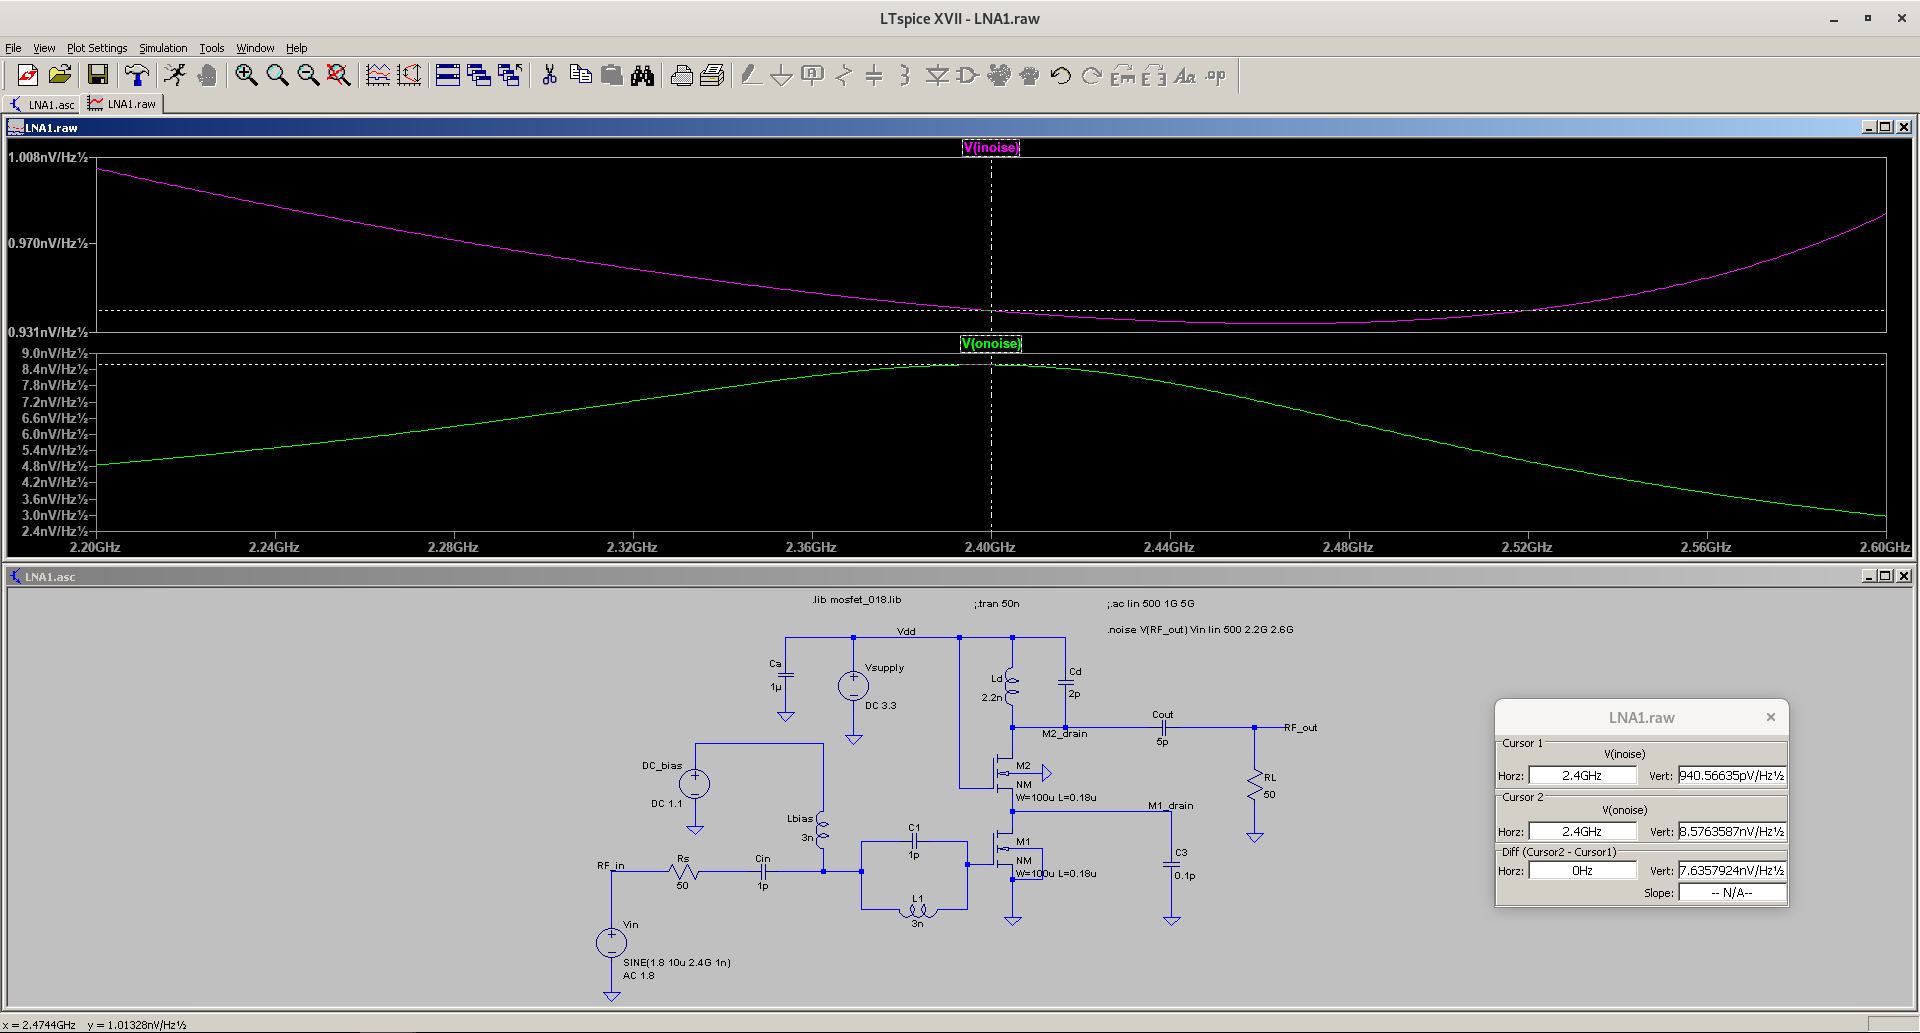 LTspice XVII - LNA1.raw
File View Plot Settings Simulation Tools Window Help
LNA1.asc LNA1.raw
LNA1.raw
V(inoise)
1.008nV/Hz½
0.970nV/Hz½
0.931nV/Hz½
V(onoise)
9.0nV/Hz½
8.4nV/Hz½
7.8nV/Hz½
7.2nV/Hz½
6.6nV/Hz½
6.0nV/Hz½
5.4nV/Hz½
4.8nV/Hz½
4.2nV/Hz½
3.6nV/Hz½
3.0nV/Hz½
2.4nV/Hz½
2.20GHz 2.24GHz 2.28GHz 2.32GHz 2.36GHz 2.40GHz 2.44GHz 2.48GHz 2.52GHz 2.56GHz 2.60GHz
LNA1.asc
.lib mosfet_018.lib
;.tran 50n
;.ac lin 500 1G 5G
.noise V(RF_out) Vin lin 500 2.2G 2.6G
Vdd
Ca
1µ
Vsupply
DC 3.3
Ld
2.2n
Cd
2p
M2_drain
Cout
5p
RF_out
DC_bias
DC 1.1
M2
NM
W=100u L=0.18u
RL
50
M1_drain
Lbias
3n
C1
1p
M1
NM
W=100u L=0.18u
C3
0.1p
RF_in
Rs
50
Cin
1p
L1
3n
Vin
SINE(1.8 10u 2.4G 1n)
AC 1.8
LNA1.raw
Cursor 1
V(inoise)
Horz: 2.4GHz Vert: 940.56635pV/Hz½
Cursor 2
V(onoise)
Horz: 2.4GHz Vert: 8.5763587nV/Hz½
Diff (Cursor2 - Cursor1)
Horz: 0Hz Vert: 7.6357924nV/Hz½
Slope: -- N/A--
x = 2.4744GHz y = 1.01328nV/Hz½